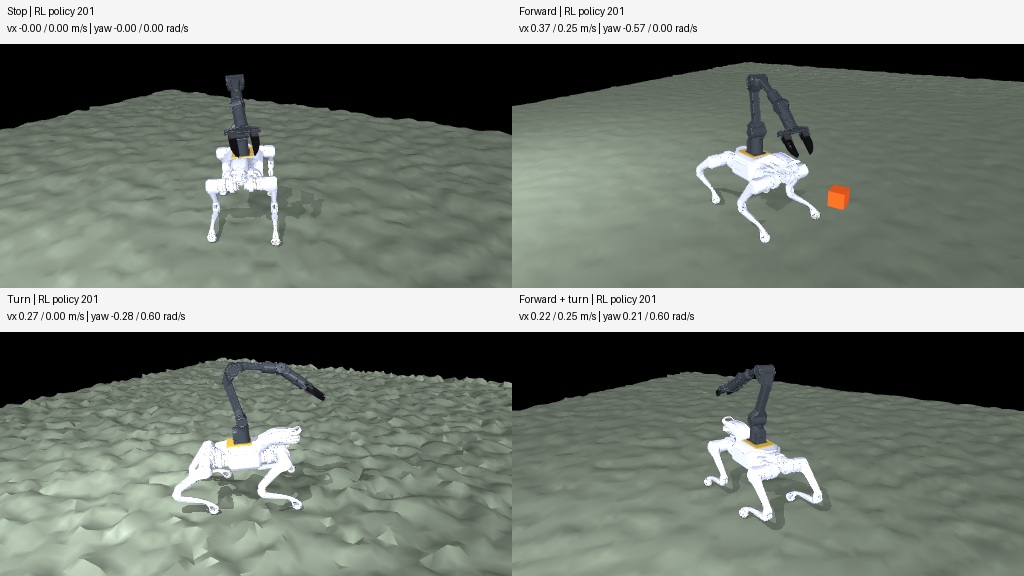 Stop | RL policy 201
vx -0.00 / 0.00 m/s | yaw -0.00 / 0.00 rad/s
Forward | RL policy 201
vx 0.37 / 0.25 m/s | yaw -0.57 / 0.00 rad/s
Turn | RL policy 201
vx 0.27 / 0.00 m/s | yaw -0.28 / 0.60 rad/s
Forward + turn | RL policy 201
vx 0.22 / 0.25 m/s | yaw 0.21 / 0.60 rad/s